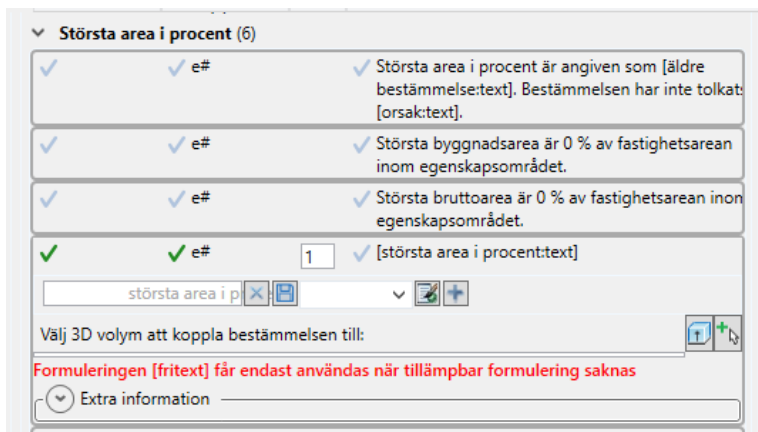 Största area i procent (6)
e#
Största area i procent är angiven som [äldre
bestämmelse:text]. Bestämmelsen har inte tolkats
[orsak:text].
e#
Största byggnadsarea är 0 % av fastighetsarean
inom egenskapsområdet.
e#
Största bruttoarea är 0 % av fastighetsarean inom
egenskapsområdet.
e#
1
[största area i procent:text]
största area i p
Välj 3D volym att koppla bestämmelsen till:
Formuleringen [fritext] får endast användas när tillämpbar formulering saknas
Extra information